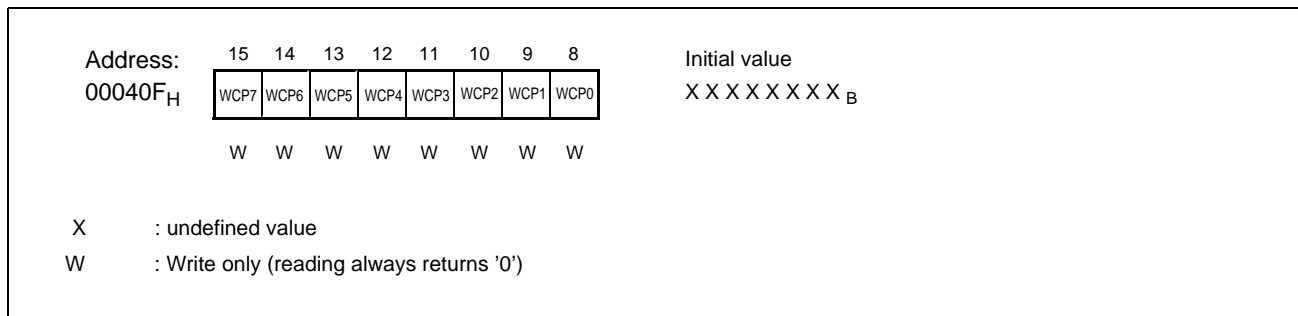 Address: 15 14 13 12 11 10 9 8 Initial value
00040FH WCP7 WCP6 WCP5 WCP4 WCP3 WCP2 WCP1 WCP0 X X X X X X X X B
W W W W W W W W
X : undefined value
W : Write only (reading always returns ’0’)